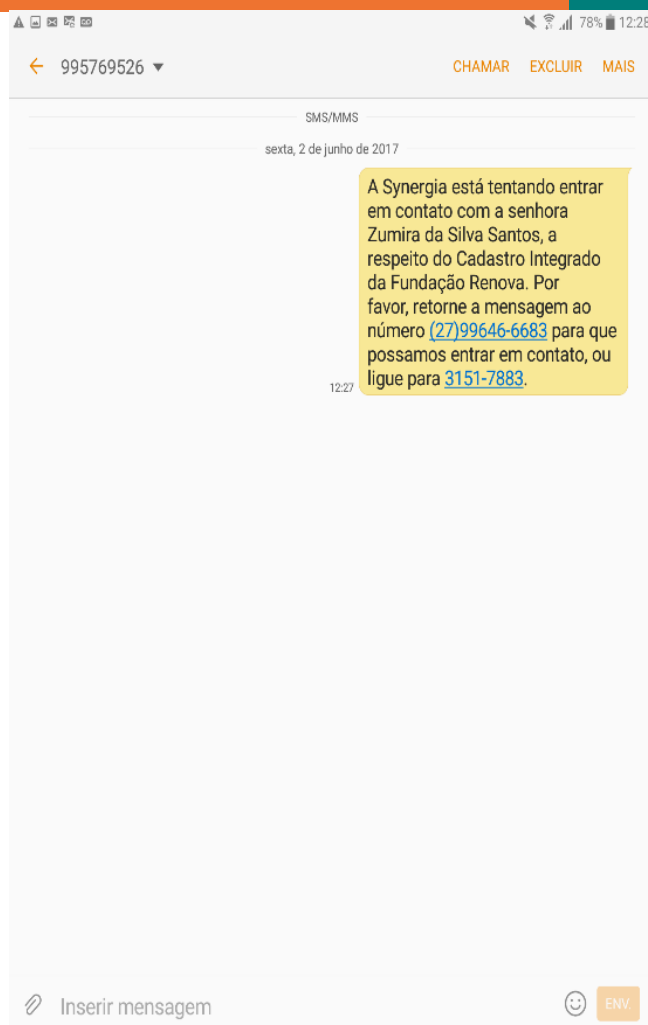 78% 12:28
995769526
CHAMAR EXCLUIR MAIS
SMS/MMS
sexta, 2 de junho de 2017
A Synergia está tentando entrar
em contato com a senhora
Zumira da Silva Santos, a
respeito do Cadastro Integrado
da Fundação Renova. Por
favor, retorne a mensagem ao
número (27)99646-6683 para que
possamos entrar em contato, ou
ligue para 3151-7883.
12:27
Inserir mensagem
ENV.